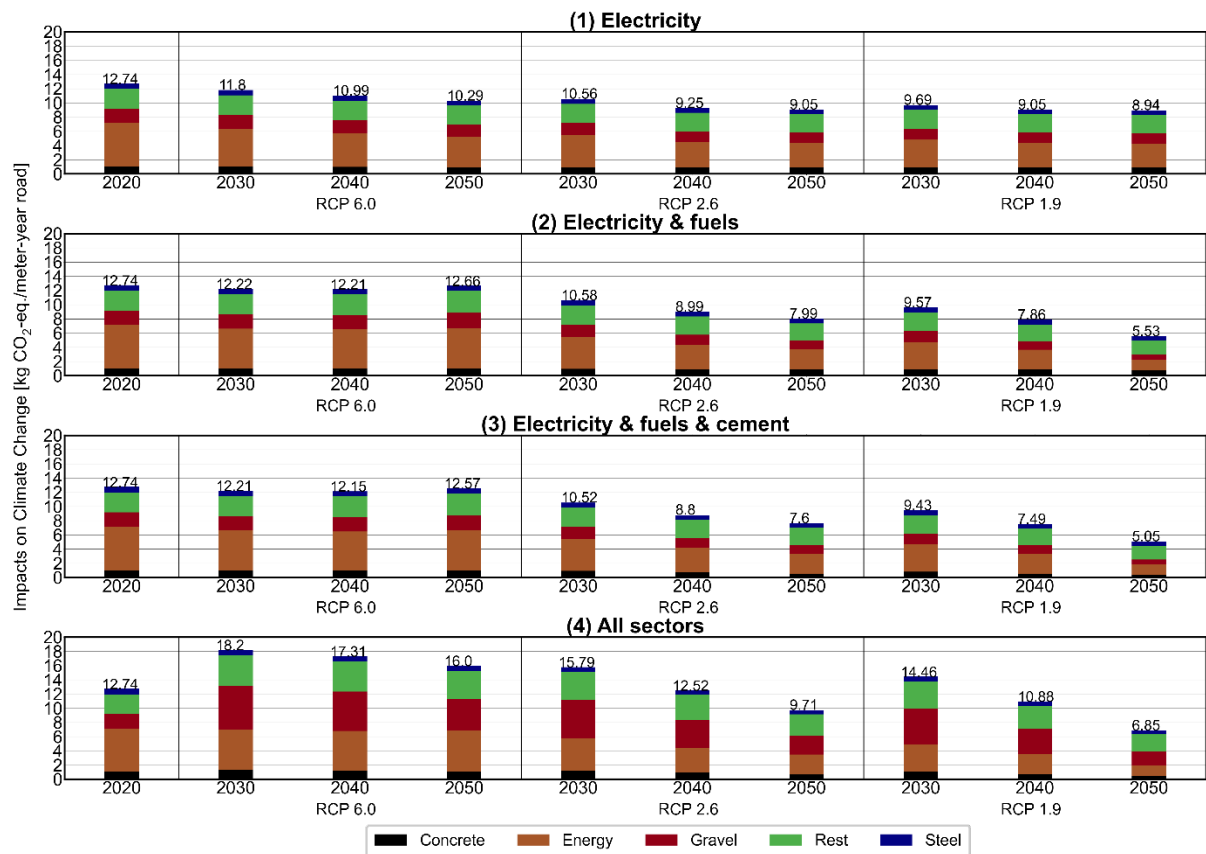 Impacts on Climate Change [kg CO₂-eq./meter-year road]
(1) Electricity
20
18
16
14
12
10
8
6
4
2
0
12.74 11.8 10.99 10.29 10.56 9.25 9.05 9.69 9.05 8.94
2020 2030 2040 2050 2030 2040 2050 2030 2040 2050
RCP 6.0 RCP 2.6 RCP 1.9
(2) Electricity & fuels
20
18
16
14
12
10
8
6
4
2
0
12.74 12.22 12.21 12.66 10.58 8.99 7.99 9.57 7.86 5.53
2020 2030 2040 2050 2030 2040 2050 2030 2040 2050
RCP 6.0 RCP 2.6 RCP 1.9
(3) Electricity & fuels & cement
20
18
16
14
12
10
8
6
4
2
0
12.74 12.21 12.15 12.57 10.52 8.8 7.6 9.43 7.49 5.05
2020 2030 2040 2050 2030 2040 2050 2030 2040 2050
RCP 6.0 RCP 2.6 RCP 1.9
(4) All sectors
20
18
16
14
12
10
8
6
4
2
0
12.74 18.2 17.31 16.0 15.79 12.52 9.71 14.46 10.88 6.85
2020 2030 2040 2050 2030 2040 2050 2030 2040 2050
RCP 6.0 RCP 2.6 RCP 1.9
Concrete Energy Gravel Rest Steel